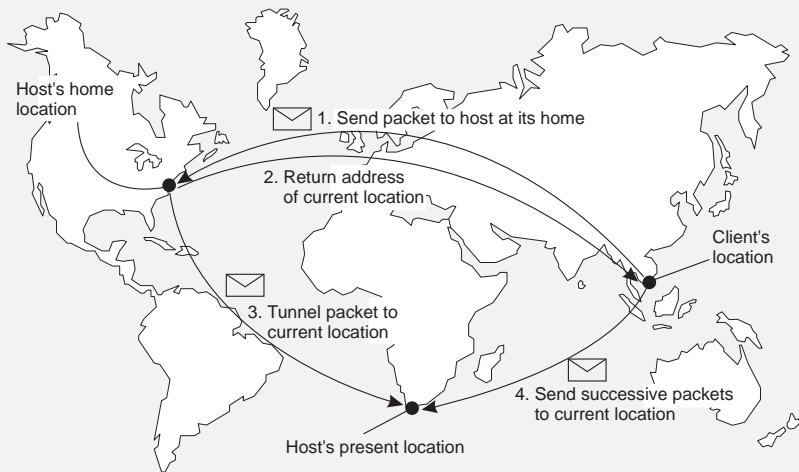 Host's home
location
1. Send packet to host at its home
2. Return address
of current location
Client's
location
3. Tunnel packet to
current location
4. Send successive packets
to current location
Host's present location